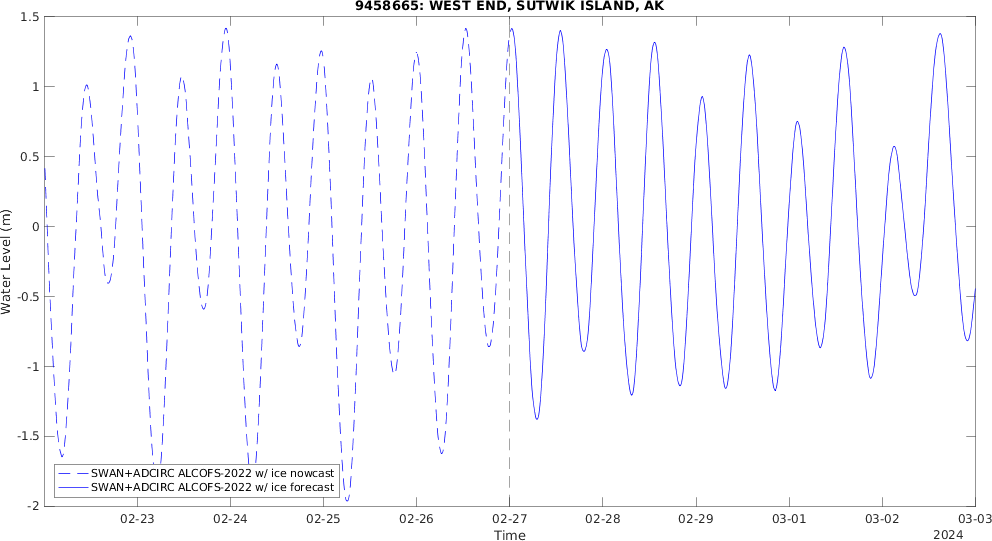 9458665: WEST END, SUTWIK ISLAND, AK
1.5
1
0.5
0
-0.5
-1
-1.5
-2
Water Level (m)
SWAN+ADCIRC ALCOFS-2022 w/ ice nowcast
SWAN+ADCIRC ALCOFS-2022 w/ ice forecast
02-23 02-24 02-25 02-26 02-27 02-28 02-29 03-01 03-02 03-03
Time
2024